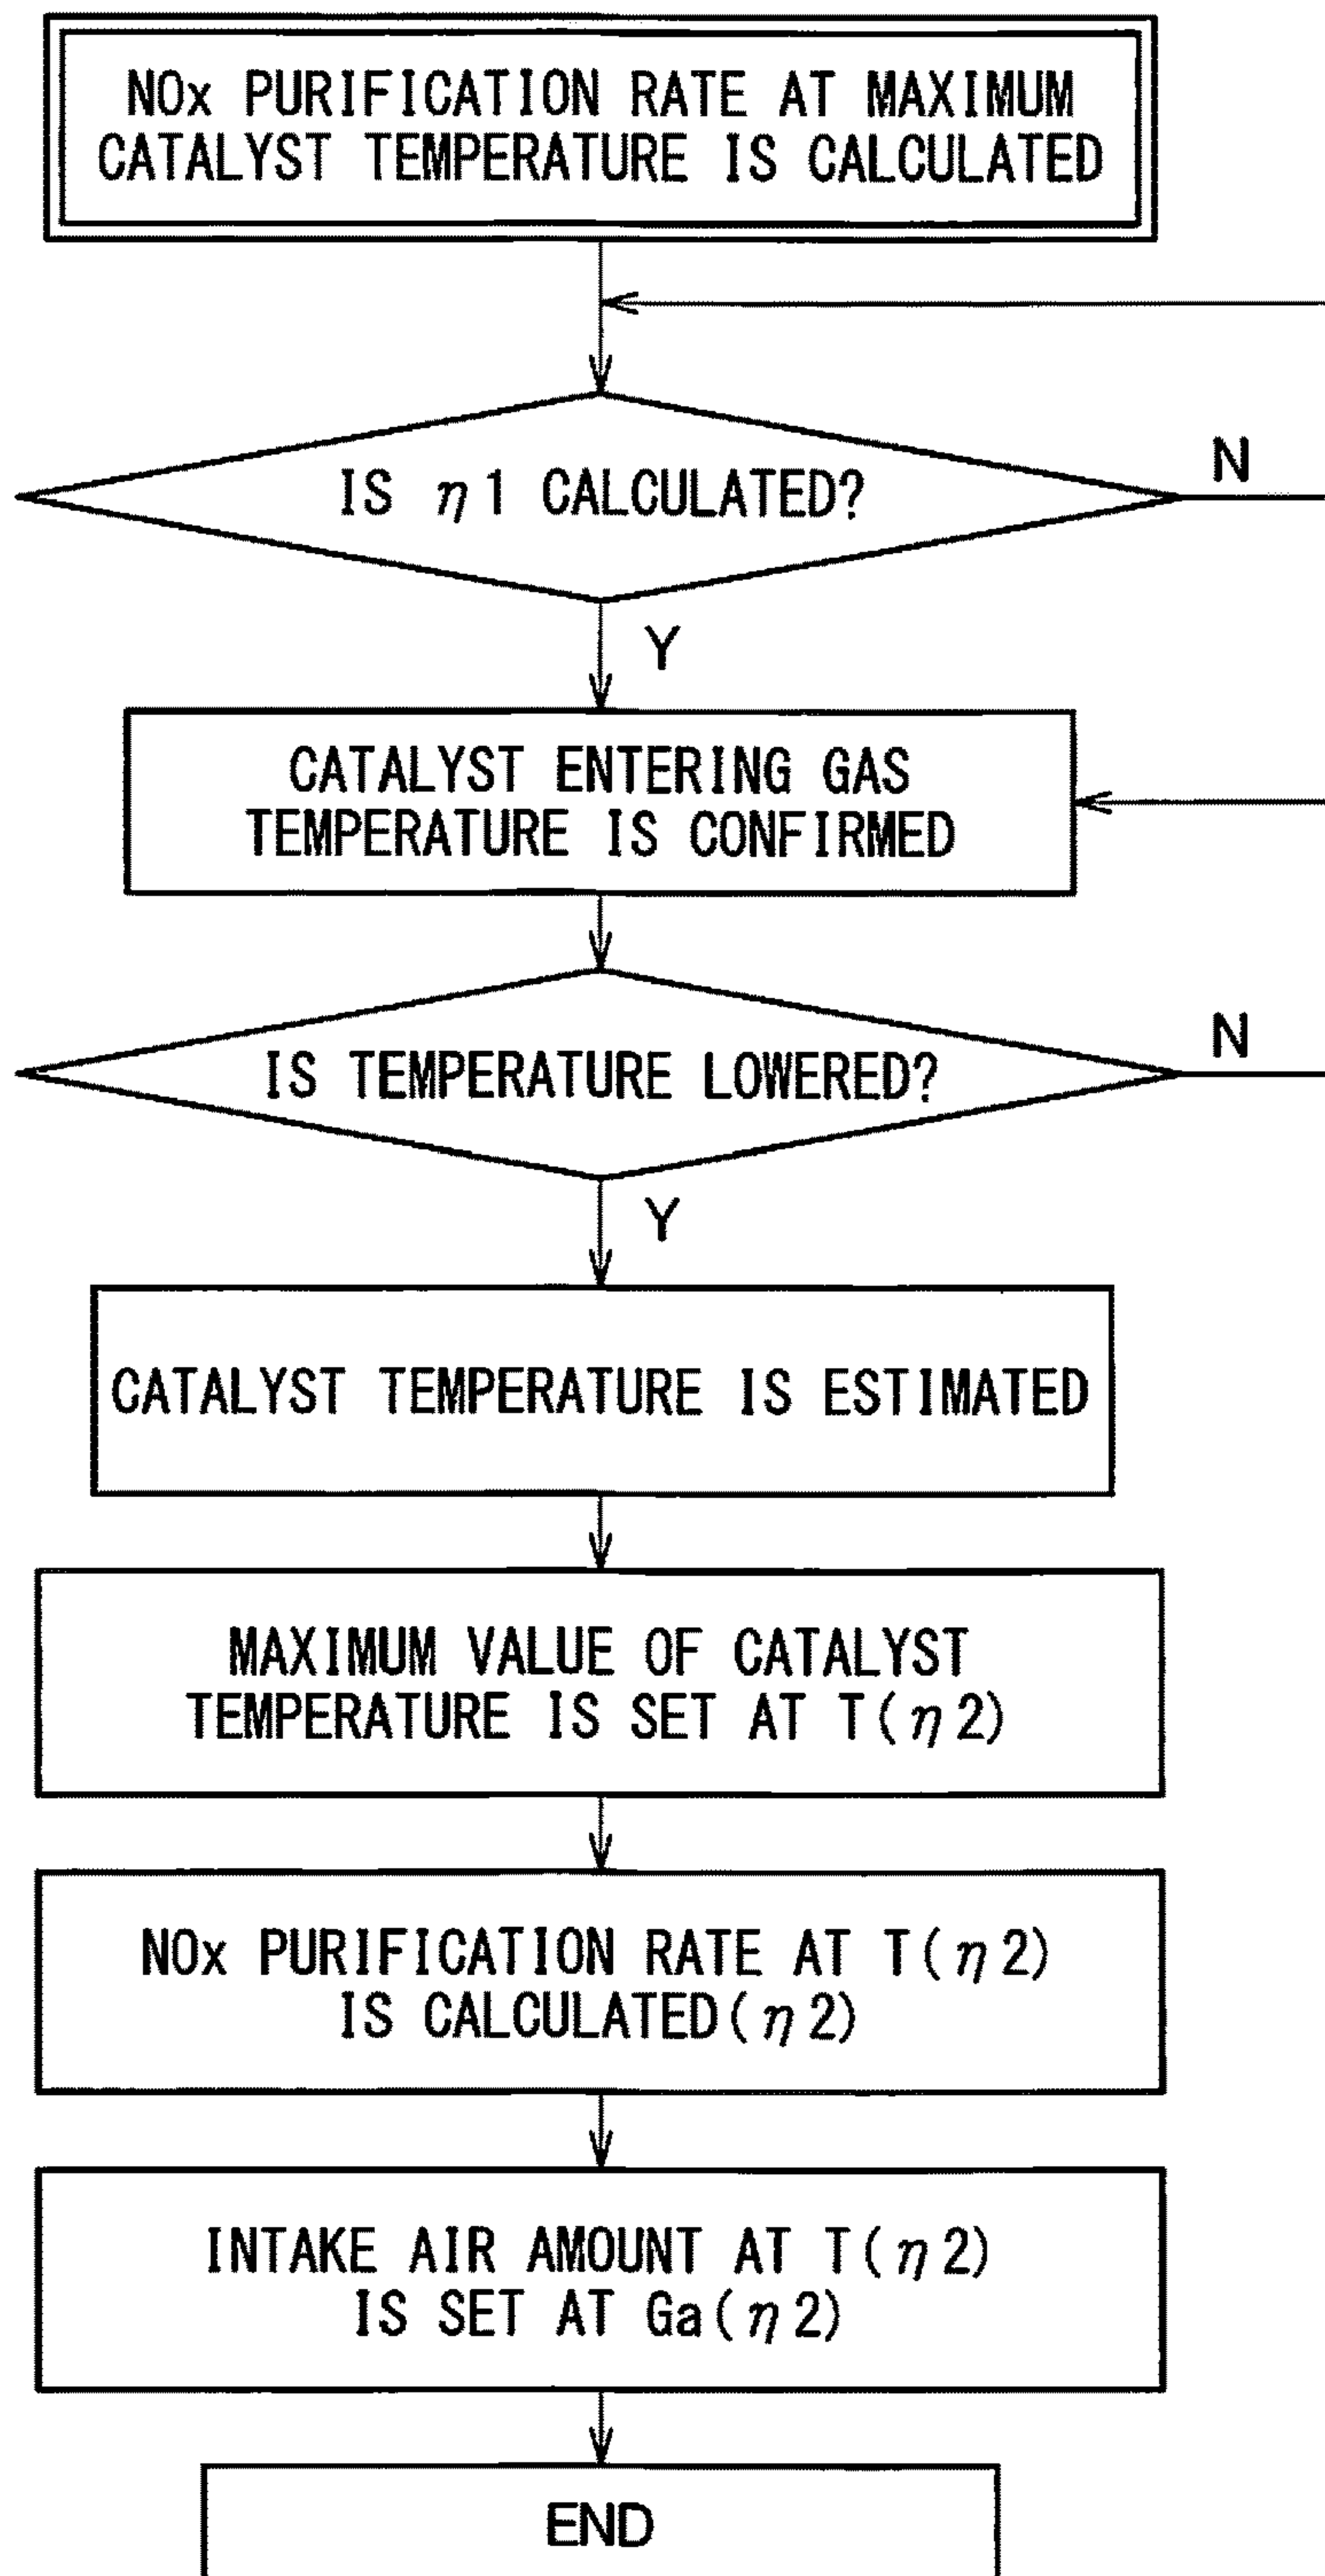 NOx PURIFICATION RATE AT MAXIMUM
CATALYST TEMPERATURE IS CALCULATED
IS η1 CALCULATED?
N
Y
CATALYST ENTERING GAS
TEMPERATURE IS CONFIRMED
IS TEMPERATURE LOWERED?
N
Y
CATALYST TEMPERATURE IS ESTIMATED
MAXIMUM VALUE OF CATALYST
TEMPERATURE IS SET AT T(η2)
NOx PURIFICATION RATE AT T(η2)
IS CALCULATED(η2)
INTAKE AIR AMOUNT AT T(η2)
IS SET AT Ga(η2)
END